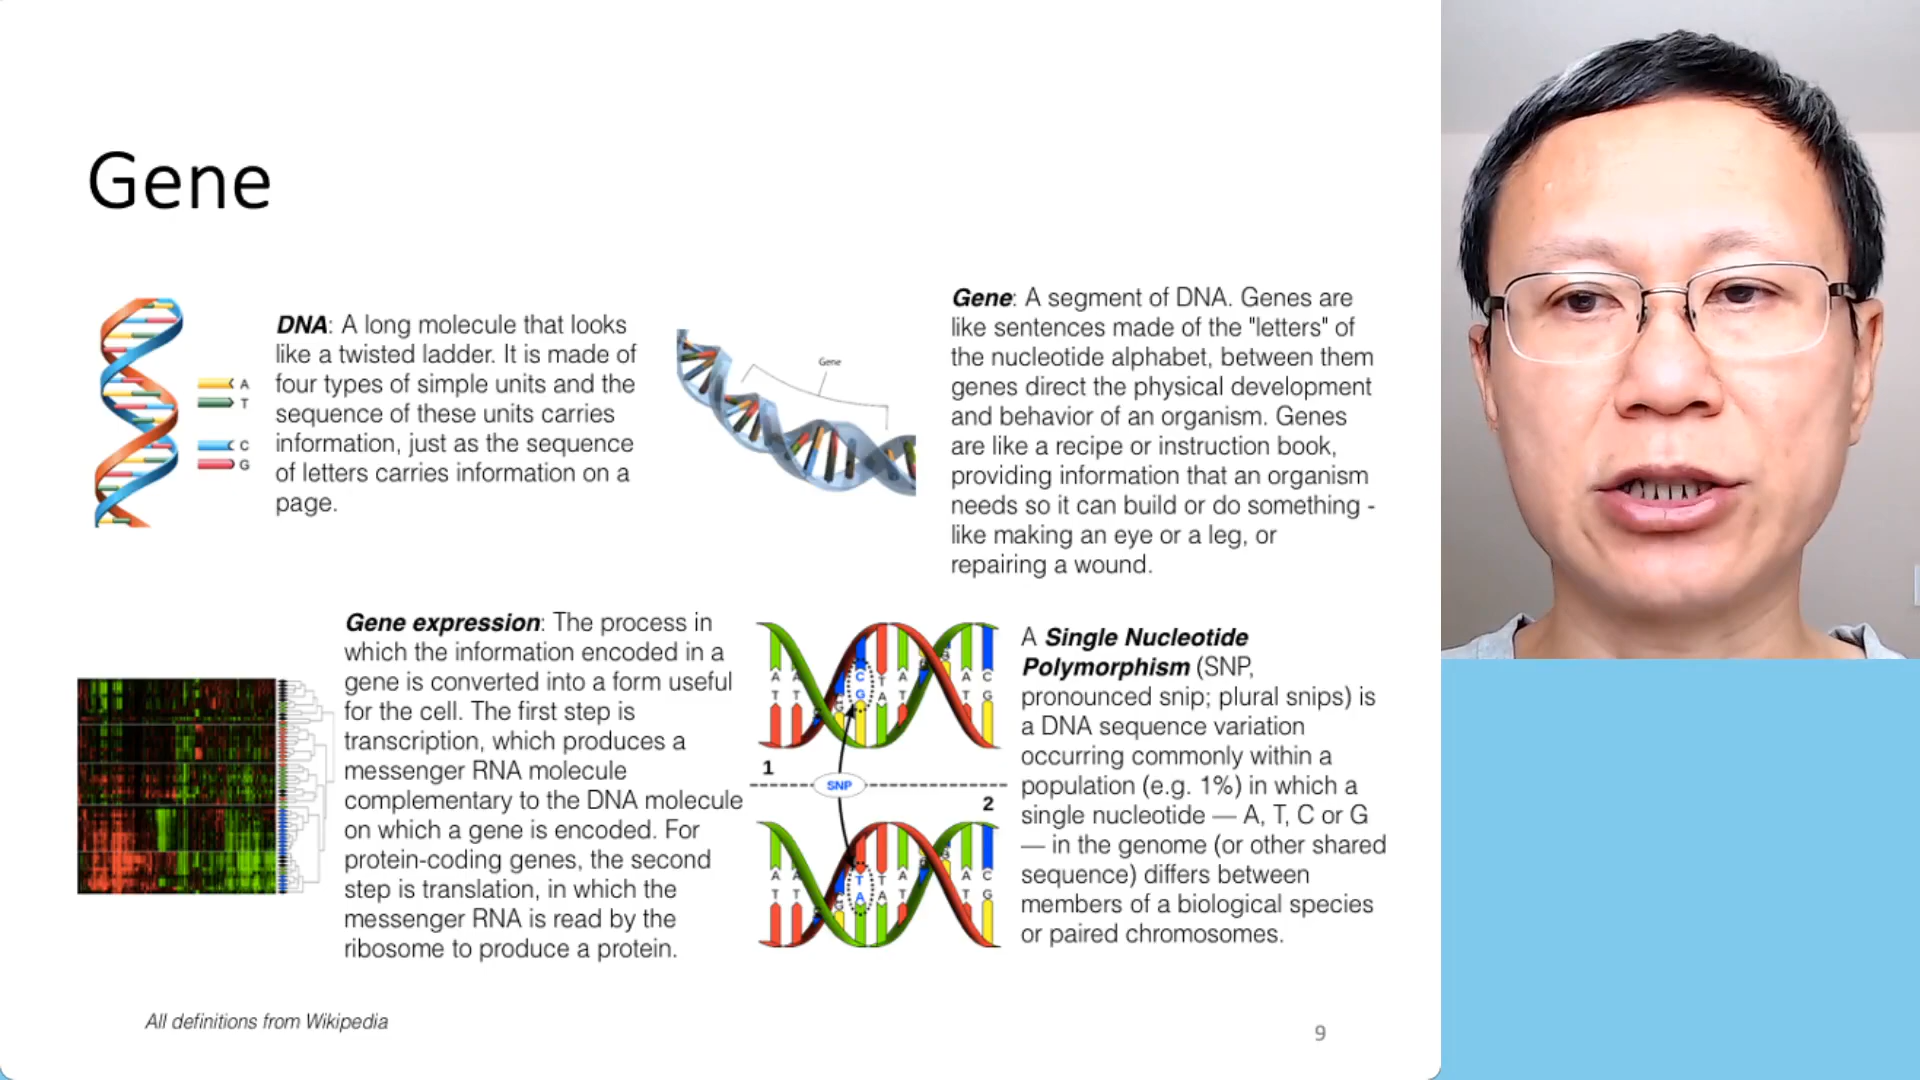 Gene
A
T
C
G
DNA: A long molecule that looks
like a twisted ladder. It is made of
four types of simple units and the
sequence of these units carries
information, just as the sequence
of letters carries information on a
page.
Gene
Gene: A segment of DNA. Genes are
like sentences made of the "letters" of
the nucleotide alphabet, between them
genes direct the physical development
and behavior of an organism. Genes
are like a recipe or instruction book,
providing information that an organism
needs so it can build or do something -
like making an eye or a leg, or
repairing a wound.
Gene expression: The process in
which the information encoded in a
gene is converted into a form useful
for the cell. The first step is
transcription, which produces a
messenger RNA molecule
complementary to the DNA molecule
on which a gene is encoded. For
protein-coding genes, the second
step is translation, in which the
messenger RNA is read by the
ribosome to produce a protein.
1
SNP
2
A Single Nucleotide
Polymorphism (SNP,
pronounced snip; plural snips) is
a DNA sequence variation
occurring commonly within a
population (e.g. 1%) in which a
single nucleotide — A, T, C or G
— in the genome (or other shared
sequence) differs between
members of a biological species
or paired chromosomes.
All definitions from Wikipedia
9